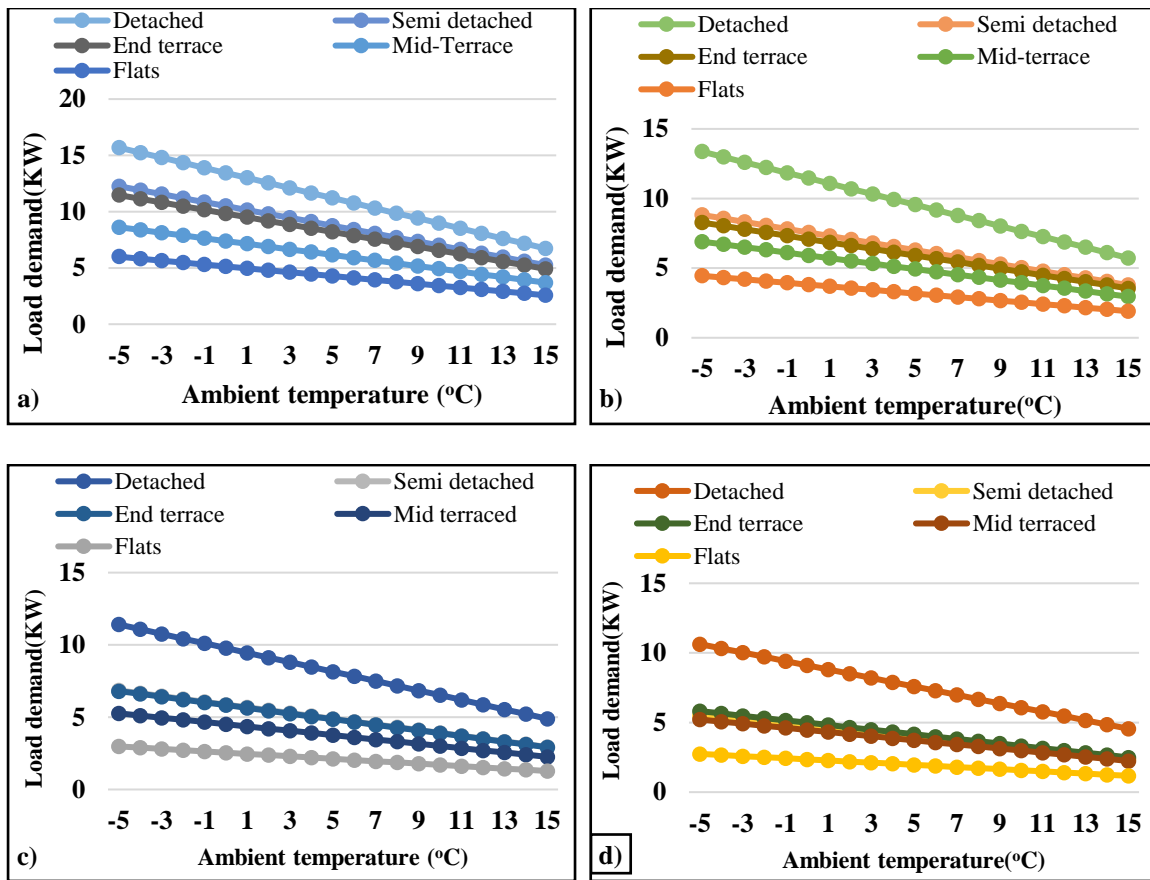 Detached Semi detached
End terrace Mid-Terrace
Flats
20
15
10
5
0
Load demand(KW)
-5 -3 -1 1 3 5 7 9 11 13 15
Ambient temperature (oC)
a)
Detached Semi detached
End terrace Mid-terrace
Flats
15
10
5
0
Load demand(KW)
-5 -3 -1 1 3 5 7 9 11 13 15
Ambient temperature(oC)
b)
Detached Semi detached
End terrace Mid terraced
Flats
15
10
5
0
Load demand(KW)
-5 -3 -1 1 3 5 7 9 11 13 15
Ambient temperature (oC)
c)
Detached Semi detached
End terrace Mid terraced
Flats
15
10
5
0
Load demand(KW)
-5 -3 -1 1 3 5 7 9 11 13 15
Ambient temperature(oC)
d)